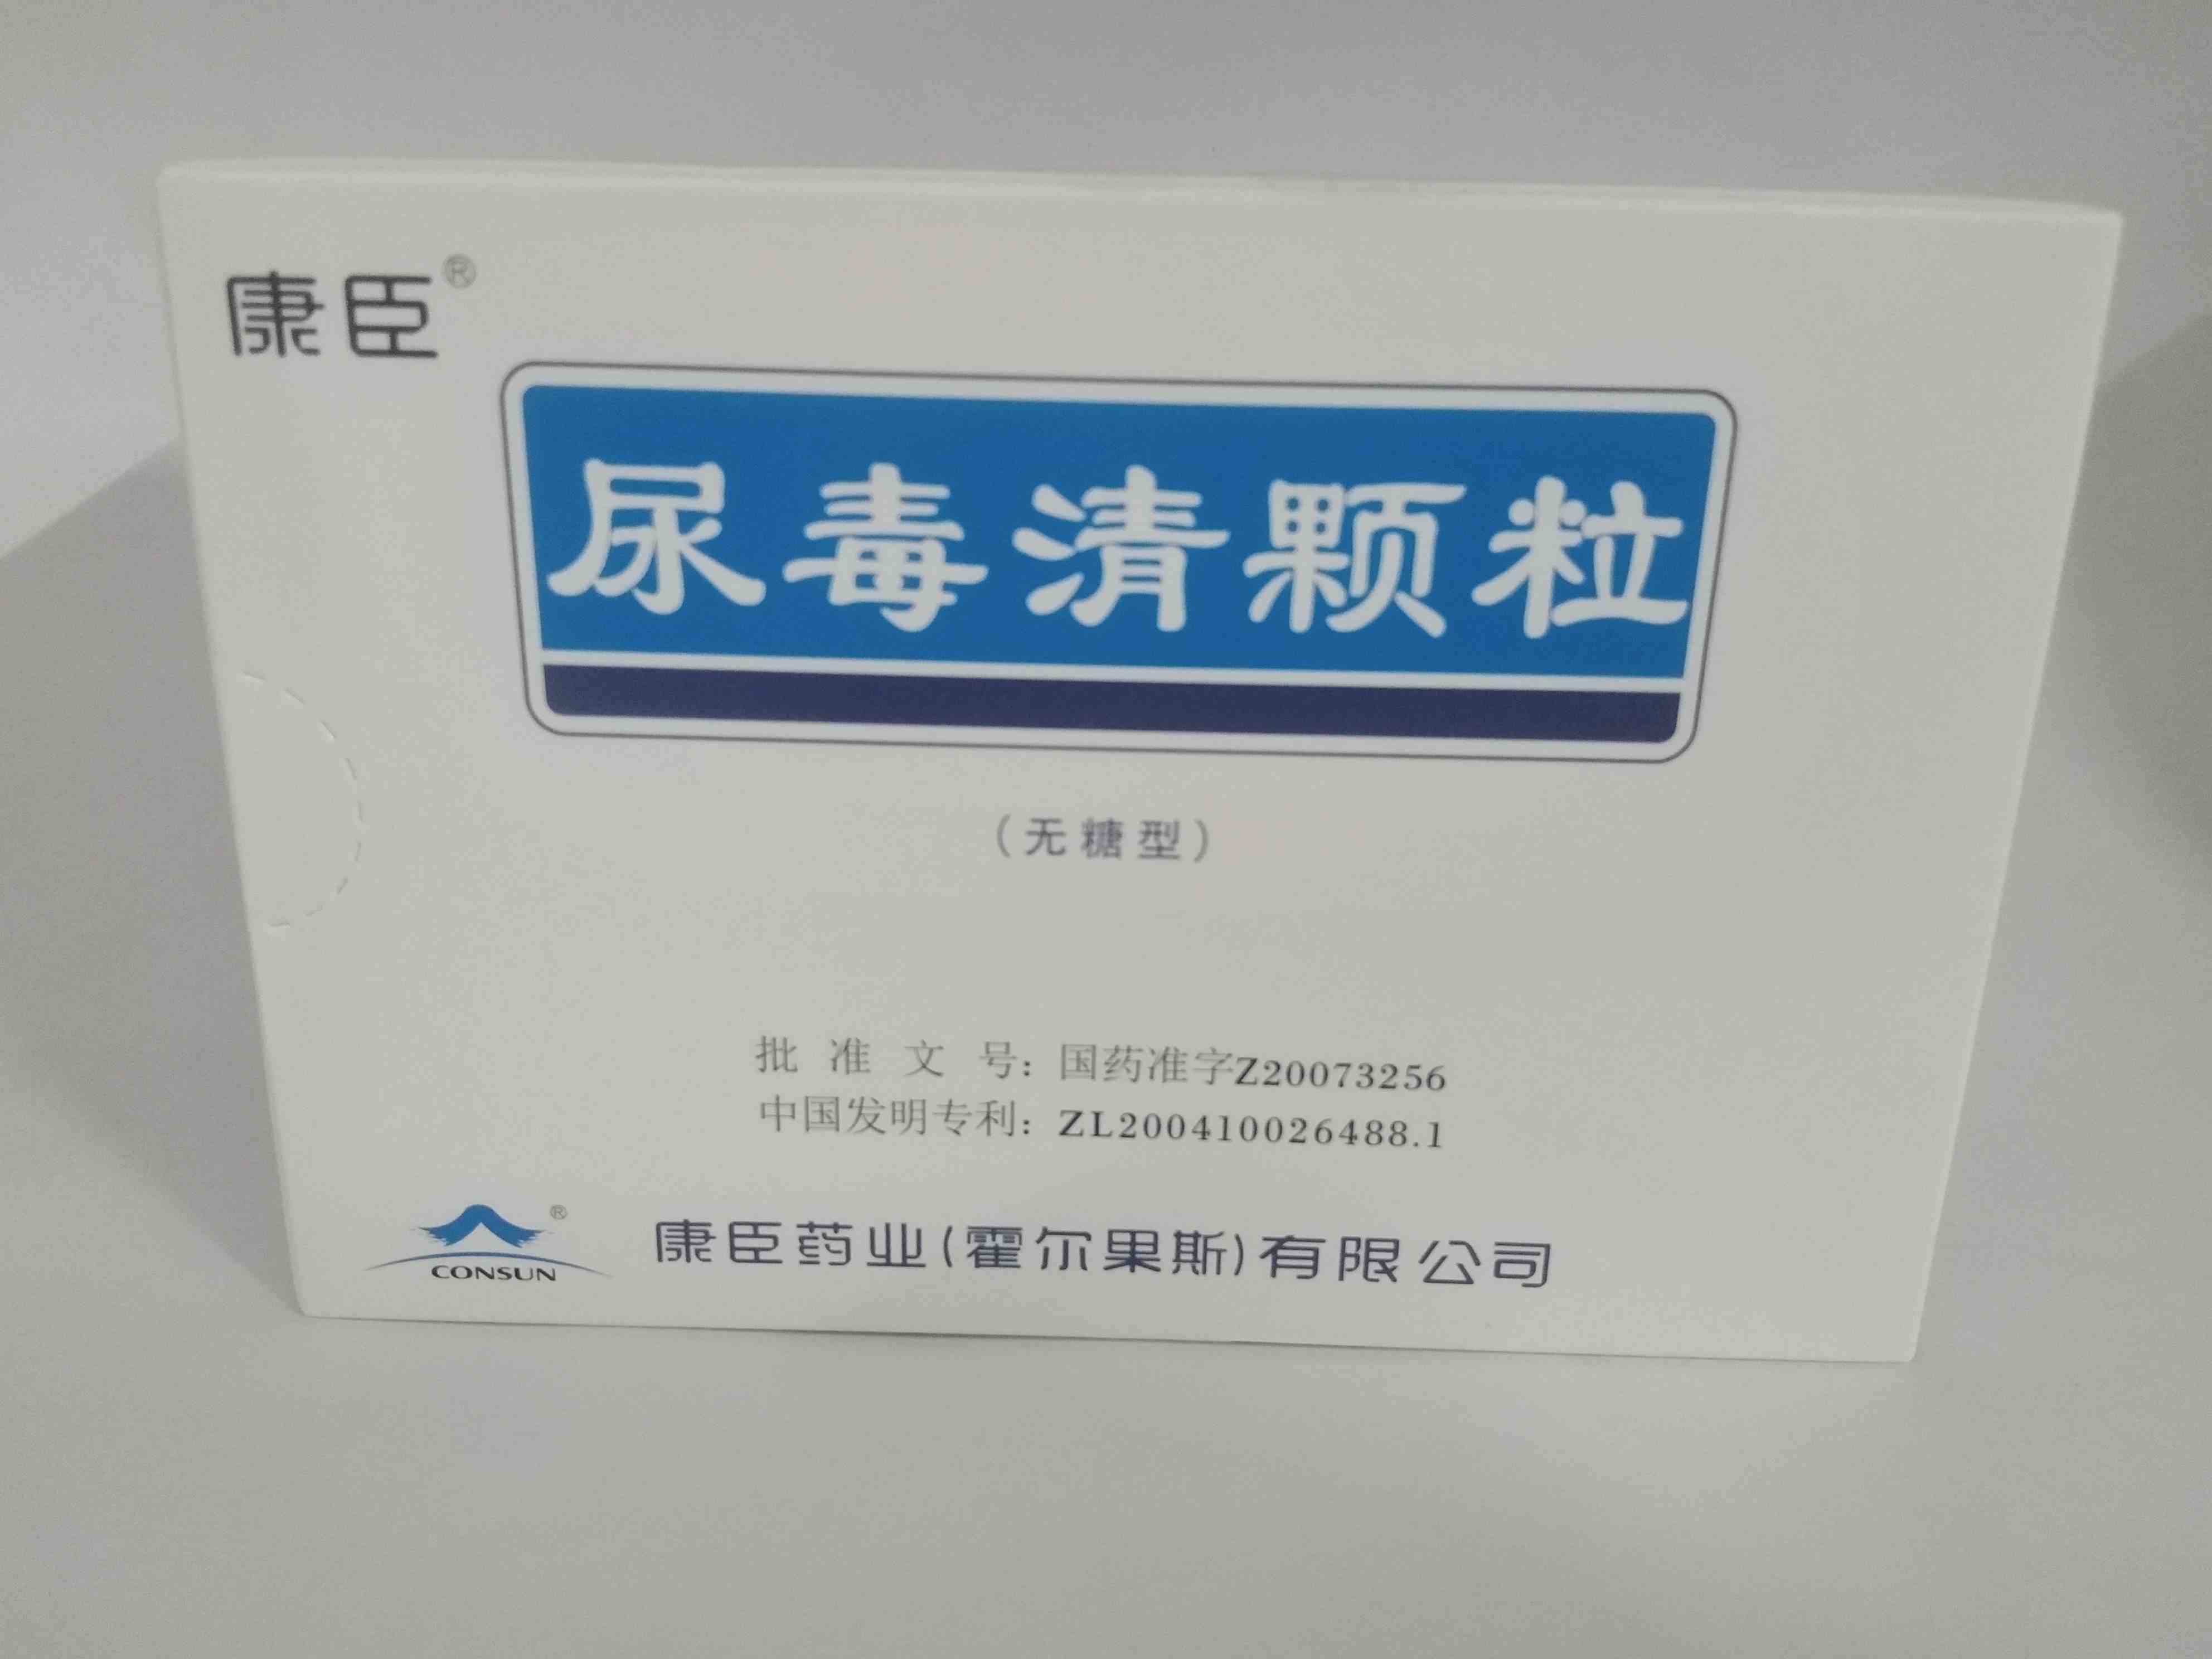 康臣®
尿毒清颗粒
(无糖型)
批准文号：国药准字Z20073256
中国发明专利：ZL200410026488.1
®
CONSUN
康臣药业(霍尔果斯)有限公司